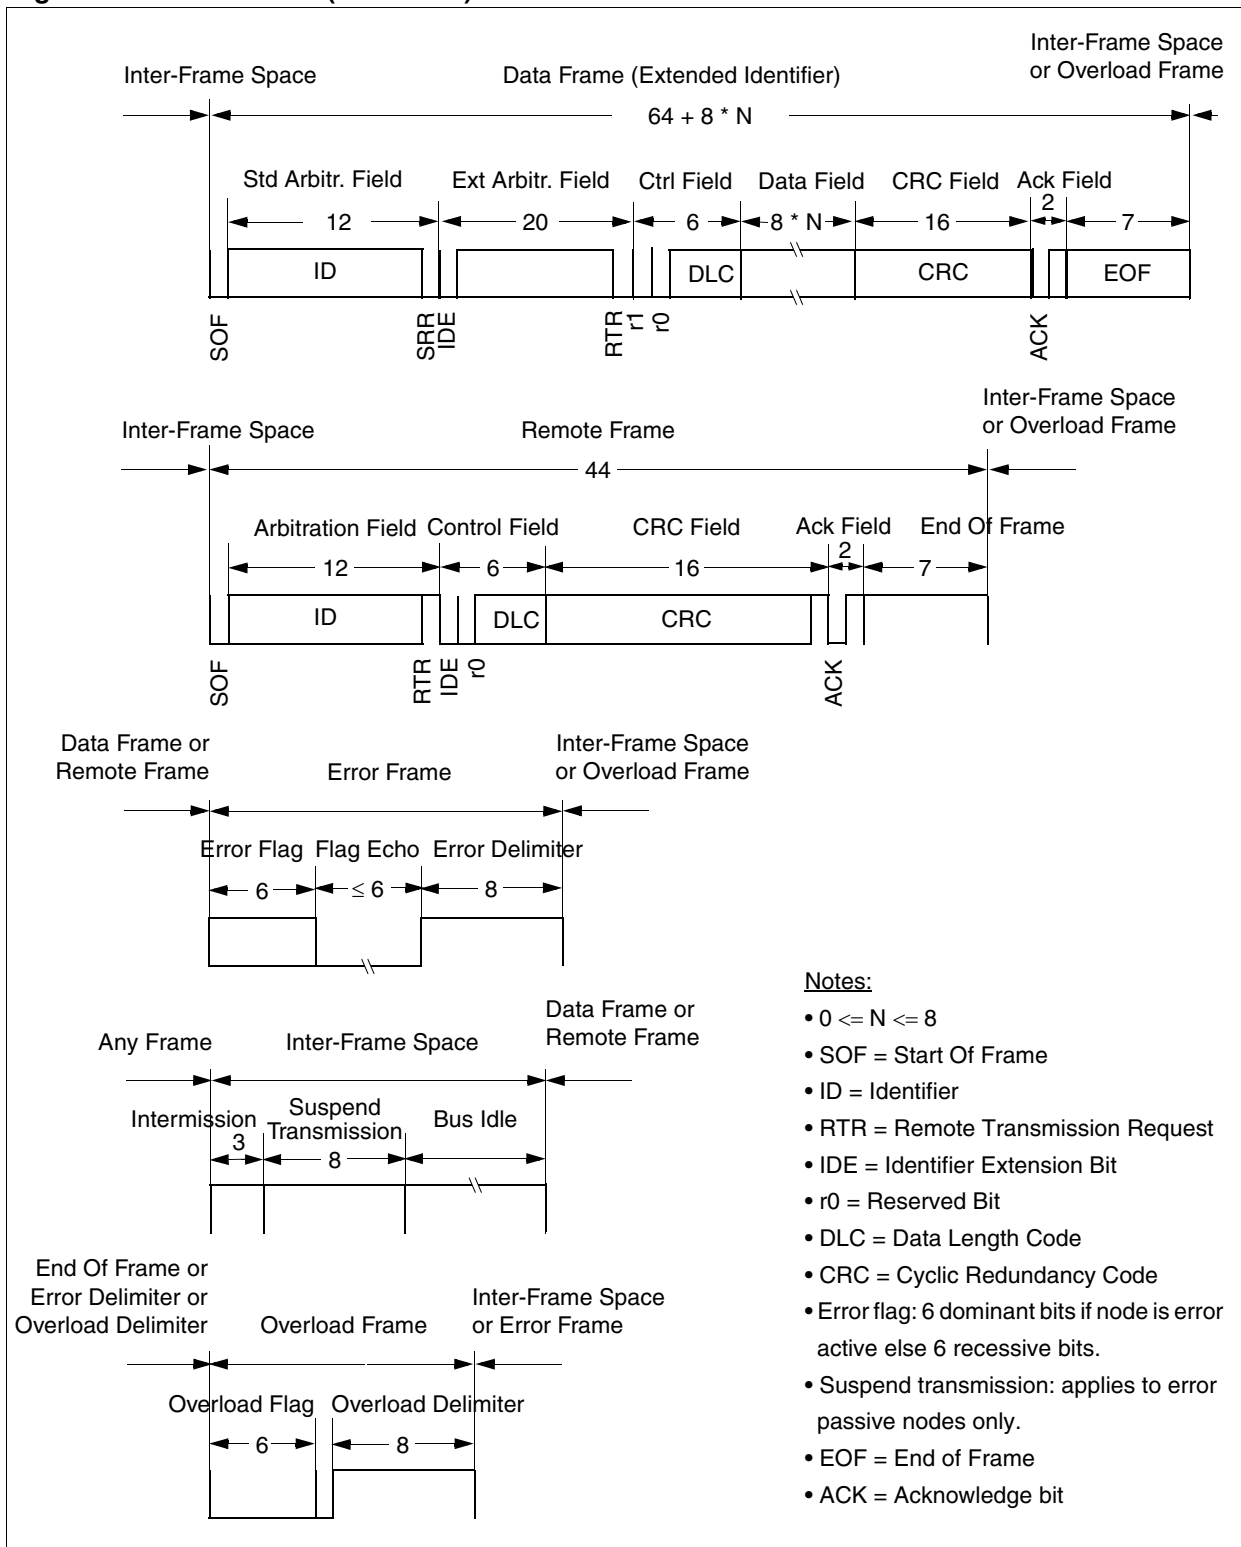 Inter-Frame Space
Data Frame (Extended Identifier)
Inter-Frame Space
or Overload Frame
64 + 8 * N
Std Arbitr. Field
Ext Arbitr. Field
Ctrl Field
Data Field
CRC Field
Ack Field
12
20
6
8 * N
16
2
7
ID
DLC
CRC
EOF
SOF
SRR
IDE
RTR
r1
r0
ACK
Inter-Frame Space
Remote Frame
Inter-Frame Space
or Overload Frame
44
Arbitration Field
Control Field
CRC Field
Ack Field
End Of Frame
12
6
16
2
7
ID
DLC
CRC
SOF
RTR
IDE
r0
ACK
Data Frame or
Remote Frame
Error Frame
Inter-Frame Space
or Overload Frame
Error Flag
Flag Echo
Error Delimiter
6
≤ 6
8
Any Frame
Inter-Frame Space
Data Frame or
Remote Frame
Intermission
Suspend
Transmission
Bus Idle
3
8
End Of Frame or
Error Delimiter or
Overload Delimiter
Overload Frame
Inter-Frame Space
or Error Frame
Overload Flag
Overload Delimiter
6
8
Notes:
• 0 <= N <= 8
• SOF = Start Of Frame
• ID = Identifier
• RTR = Remote Transmission Request
• IDE = Identifier Extension Bit
• r0 = Reserved Bit
• DLC = Data Length Code
• CRC = Cyclic Redundancy Code
• Error flag: 6 dominant bits if node is error
active else 6 recessive bits.
• Suspend transmission: applies to error
passive nodes only.
• EOF = End of Frame
• ACK = Acknowledge bit